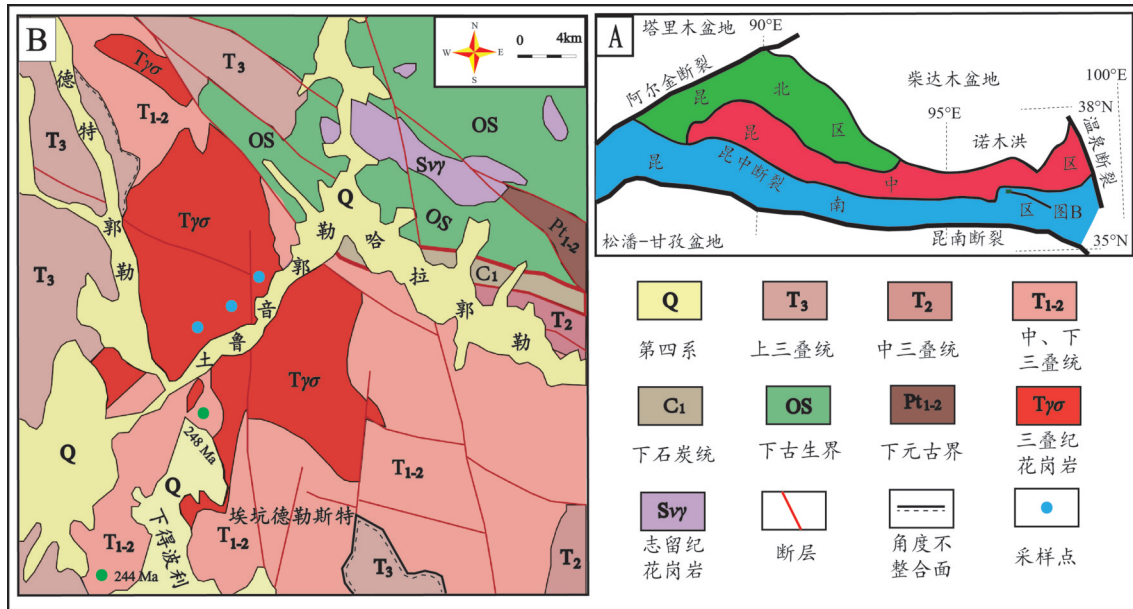 B
N
W
E
S
0
4km
Tγσ
T3
德
特
T1-2
T3
OS
OS
Svγ
Q
郭
勒
Tγσ
OS
Pt1-2
勒
哈
拉
郭
勒
郭
音
鲁
土
C1
T2
T3
Tγσ
Q
248 Ma
Q
T1-2
埃坑德勒斯特
T1-2
T1-2
下得波利
T3
T2
244 Ma
A
塔里木盆地
90°E
阿尔金断裂
柴达木盆地
100°E
昆
北
区
95°E
38°N
诺木洪
温泉断裂
昆
昆中断裂
中
区
昆
南
区
图B
松潘-甘孜盆地
昆南断裂
35°N
Q
T3
T2
T1-2
第四系
上三叠统
中三叠统
中、下
三叠统
C1
OS
Pt1-2
Tγσ
下石炭统
下古生界
下元古界
三叠纪
花岗岩
Svγ
志留纪
花岗岩
断层
角度不
整合面
采样点